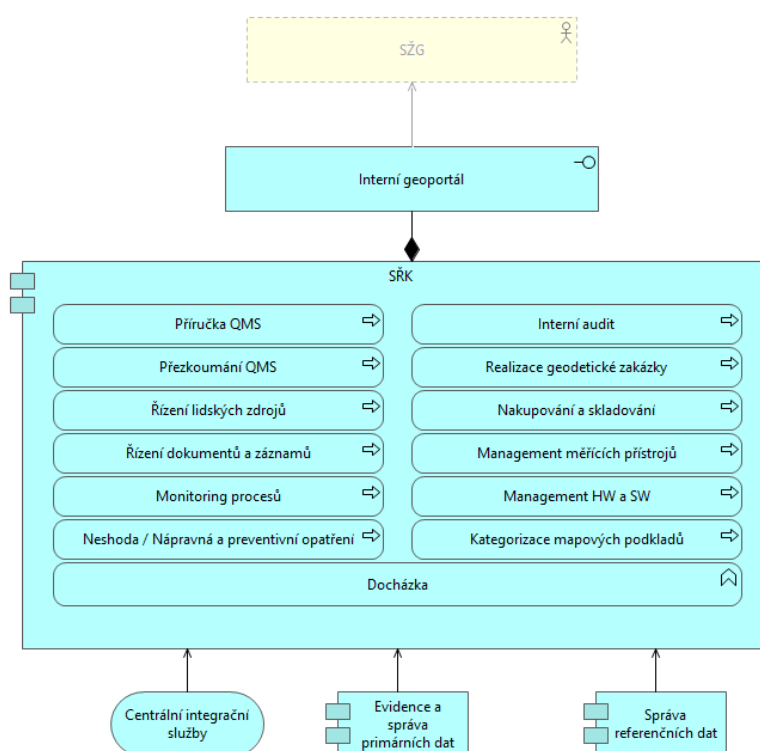 SŽG
Interní geoportál
SŘK
Příručka QMS
Interní audit
Přezkoumání QMS
Realizace geodetické zakázky
Řízení lidských zdrojů
Nakupování a skladování
Řízení dokumentů a záznamů
Management měřících přístrojů
Monitoring procesů
Management HW a SW
Neshoda / Nápravná a preventivní opatření
Kategorizace mapových podkladů
Docházka
Centrální integrační
služby
Evidence a
správa
primárních dat
Správa
referenčních dat